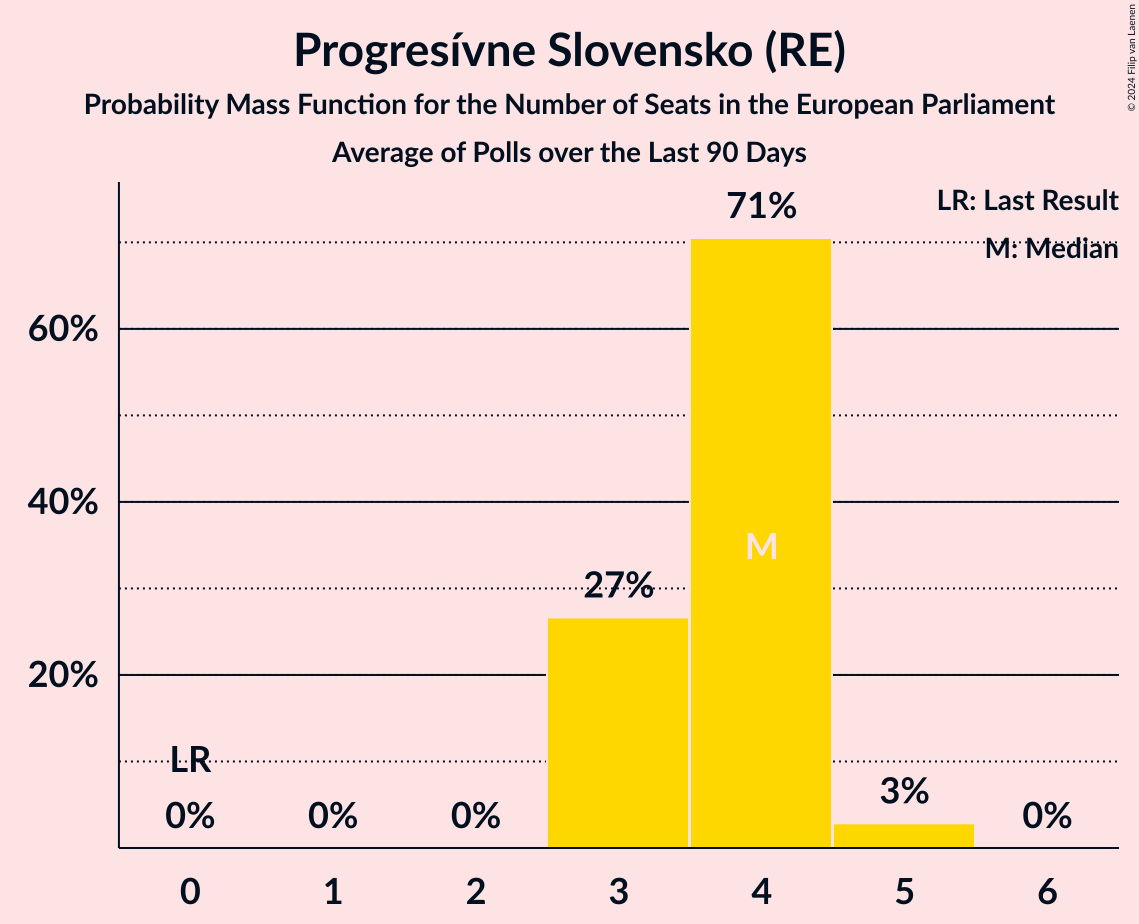 Progresívne Slovensko (RE)
Probability Mass Function for the Number of Seats in the European Parliament
Average of Polls over the Last 90 Days
© 2024 Filip van Laenen
LR: Last Result
M: Median
71%
60%
40%
M
27%
20%
LR
0%
0%
0%
3%
0%
0 1 2 3 4 5 6